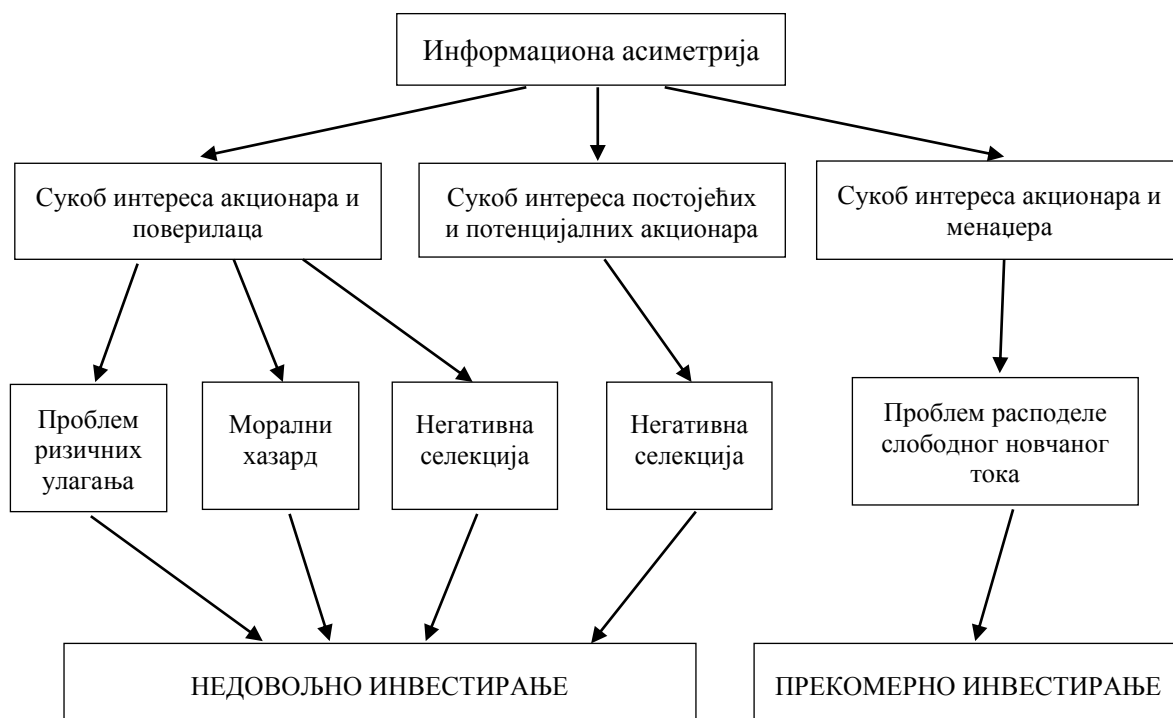 Информациона асиметрија
Сукоб интереса акционара и
поверилаца
Сукоб интереса постојећих
и потенцијалних акционара
Сукоб интереса акционара и
менаџера
Проблем
ризичних
улагања
Морални
хазард
Негативна
селекција
Негативна
селекција
Проблем расподеле
слободног новчаног
тока
НЕДОВОЉНО ИНВЕСТИРАЊЕ
ПРЕКОМЕРНО ИНВЕСТИРАЊЕ